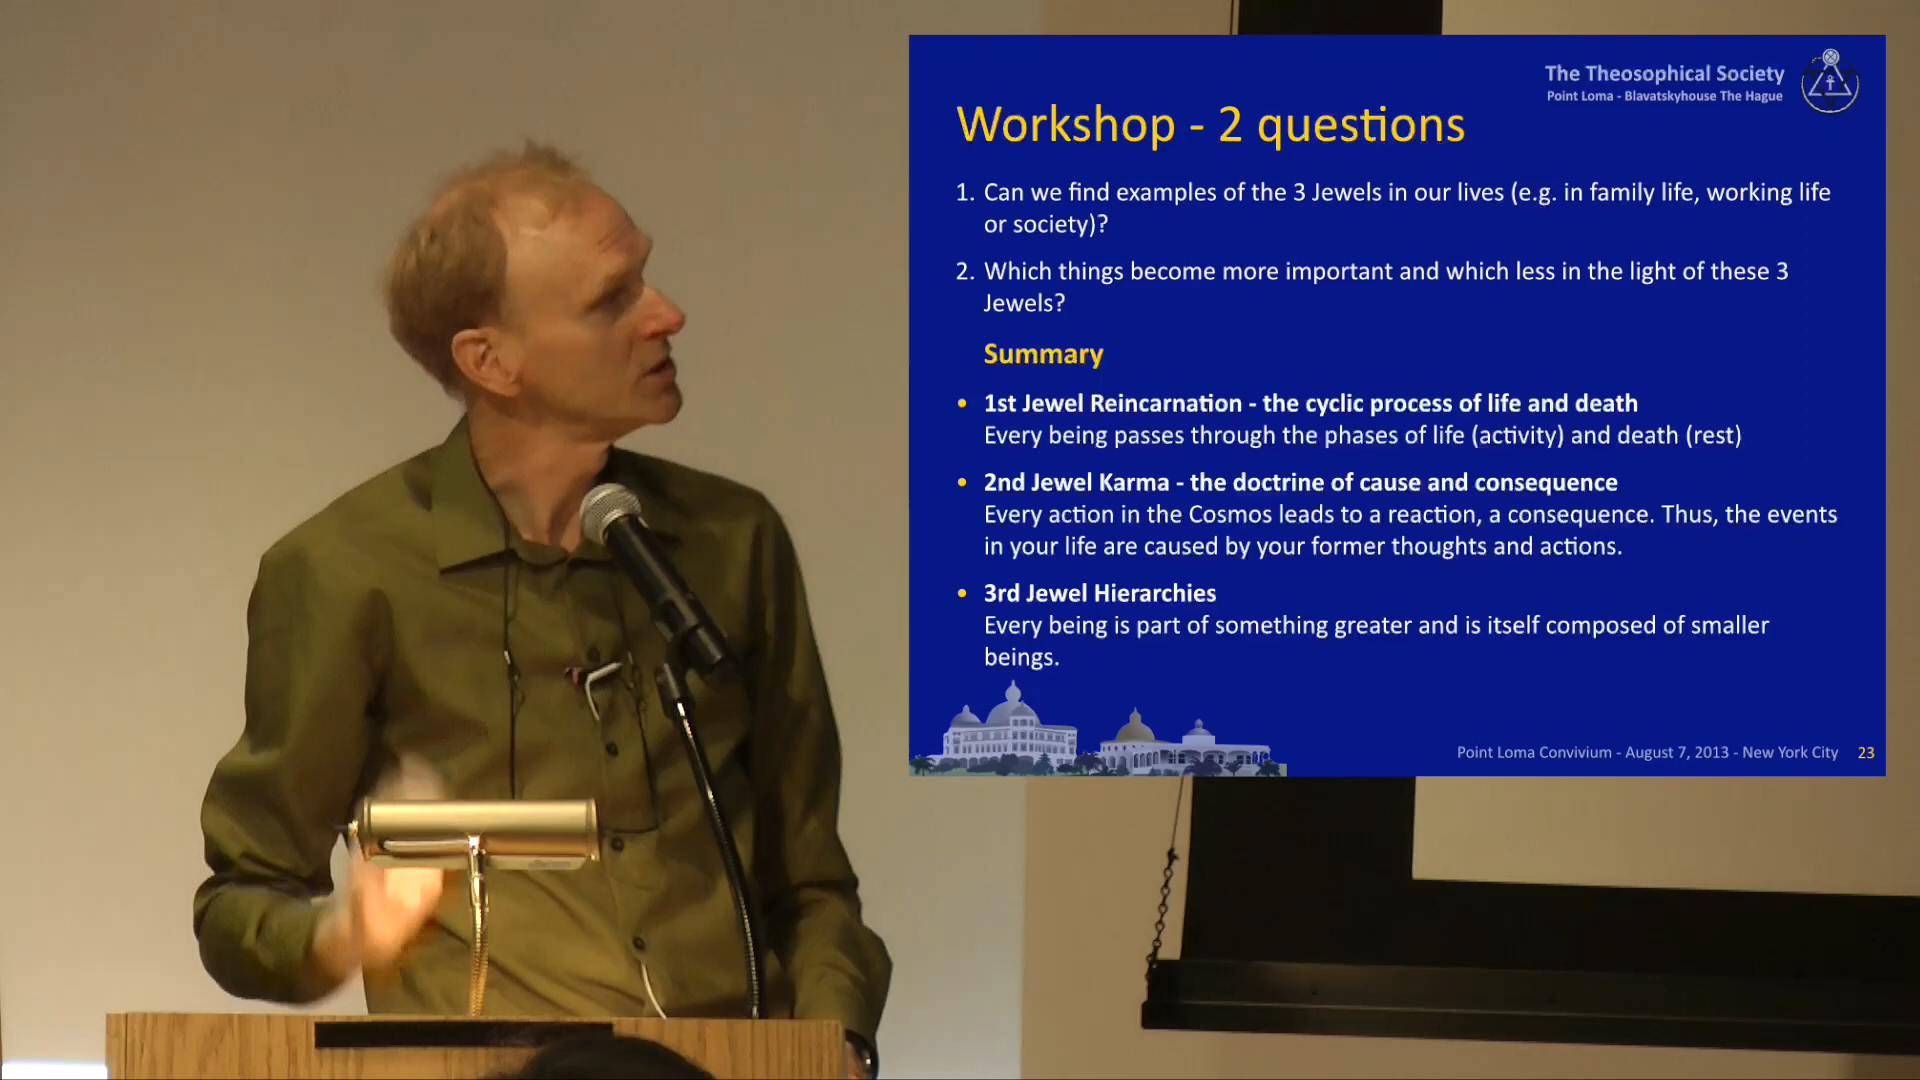 The Theosophical Society
Point Loma - Blavatskyhouse The Hague
Workshop - 2 questions
1. Can we find examples of the 3 Jewels in our lives (e.g. in family life, working life
or society)?
2. Which things become more important and which less in the light of these 3
Jewels?
Summary
• 1st Jewel Reincarnation - the cyclic process of life and death
Every being passes through the phases of life (activity) and death (rest)
• 2nd Jewel Karma - the doctrine of cause and consequence
Every action in the Cosmos leads to a reaction, a consequence. Thus, the events
in your life are caused by your former thoughts and actions.
• 3rd Jewel Hierarchies
Every being is part of something greater and is itself composed of smaller
beings.
Point Loma Convivium - August 7, 2013 - New York City 23